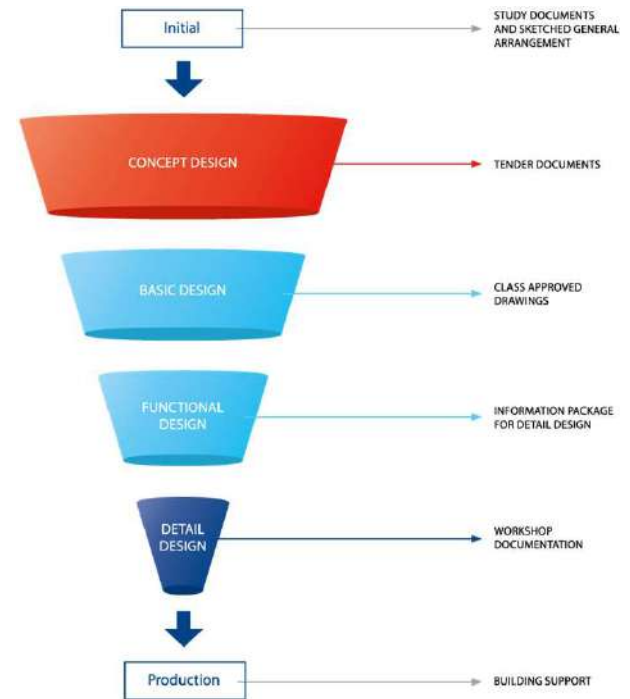 Initial
STUDY DOCUMENTS
AND SKETCHED GENERAL
ARRANGEMENT
CONCEPT DESIGN
TENDER DOCUMENTS
BASIC DESIGN
CLASS APPROVED
DRAWINGS
FUNCTIONAL
DESIGN
INFORMATION PACKAGE
FOR DETAIL DESIGN
DETAIL
DESIGN
WORKSHOP
DOCUMENTATION
Production
BUILDING SUPPORT